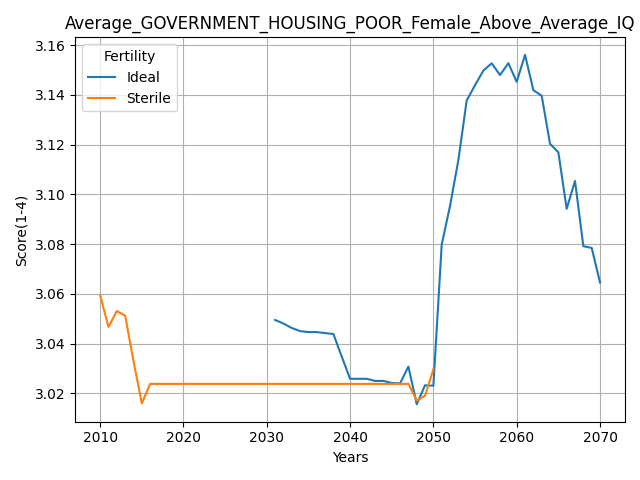 Average_GOVERNMENT_HOUSING_POOR_Female_Above_Average_IQ
Fertility
Ideal
Sterile
Score(1-4)
3.16
3.14
3.12
3.10
3.08
3.06
3.04
3.02
2010 2020 2030 2040 2050 2060 2070
Years